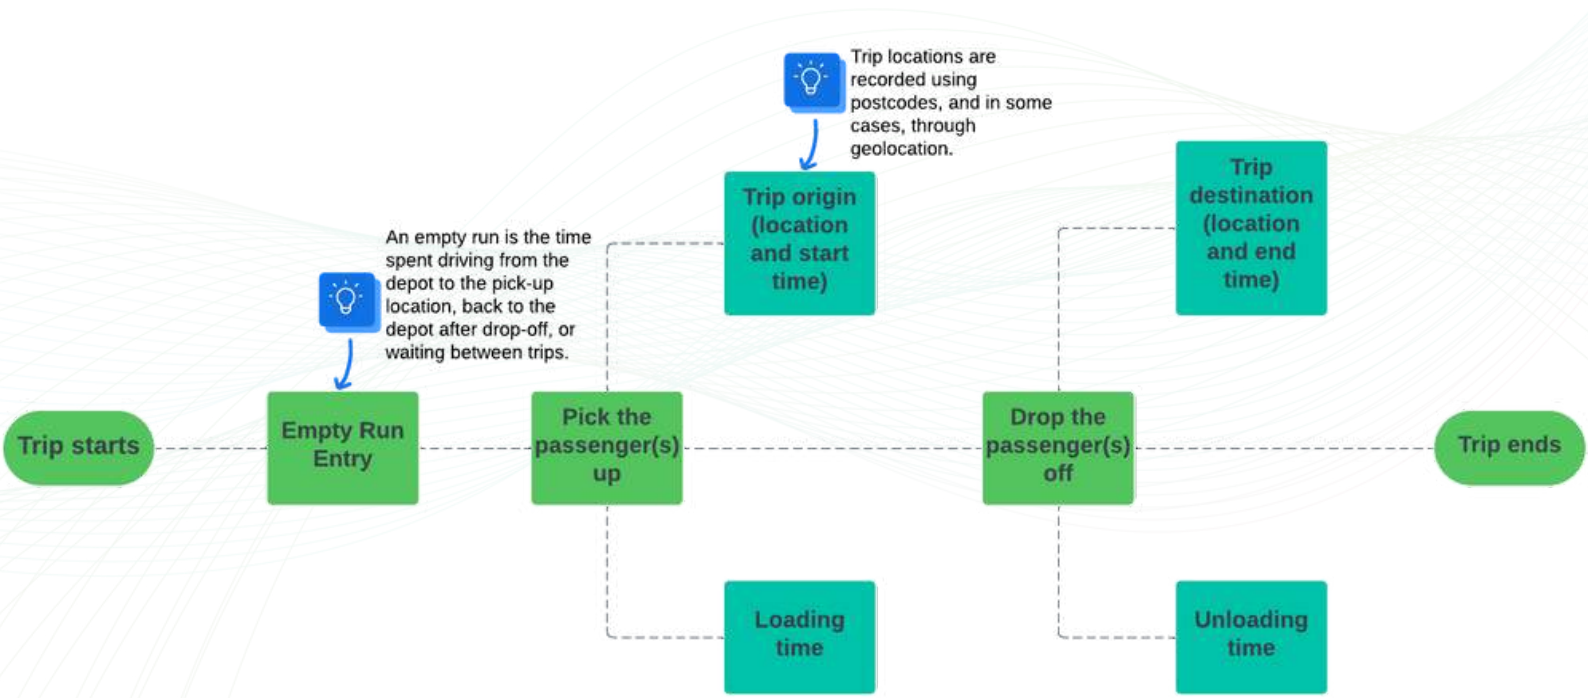 Trip locations are
recorded using
postcodes, and in some
cases, through
geolocation.
Trip origin
(location
and start
time)
Trip
destination
(location
and end
time)
An empty run is the time
spent driving from the
depot to the pick-up
location, back to the
depot after drop-off, or
waiting between trips.
Trip starts
Empty Run
Entry
Pick the
passenger(s)
up
Drop the
passenger(s)
off
Trip ends
Loading
time
Unloading
time